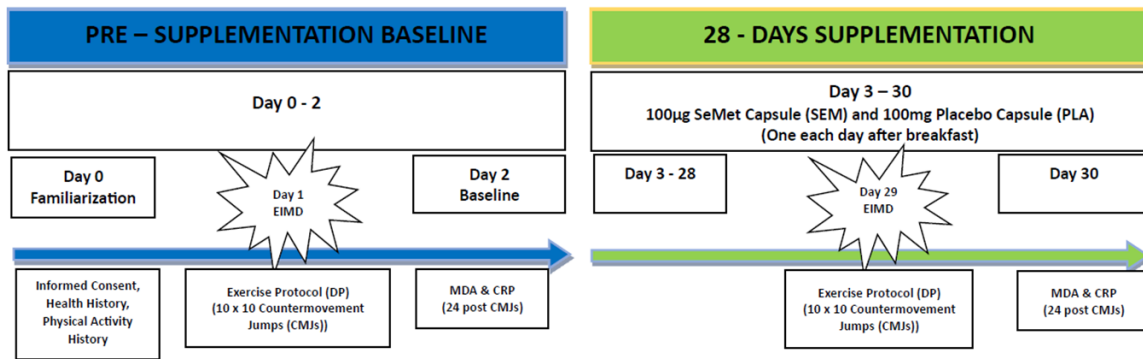 PRE – SUPPLEMENTATION BASELINE
Day 0 - 2
Day 0
Familiarization
Day 1
EIMD
Day 2
Baseline
Informed Consent,
Health History,
Physical Activity
History
Exercise Protocol (DP)
(10 x 10 Countermovement
Jumps (CMJs))
MDA & CRP
(24 post CMJs)
28 - DAYS SUPPLEMENTATION
Day 3 – 30
100µg SeMet Capsule (SEM) and 100mg Placebo Capsule (PLA)
(One each day after breakfast)
Day 3 - 28
Day 29
EIMD
Day 30
Exercise Protocol (DP)
(10 x 10 Countermovement
Jumps (CMJs))
MDA & CRP
(24 post CMJs)